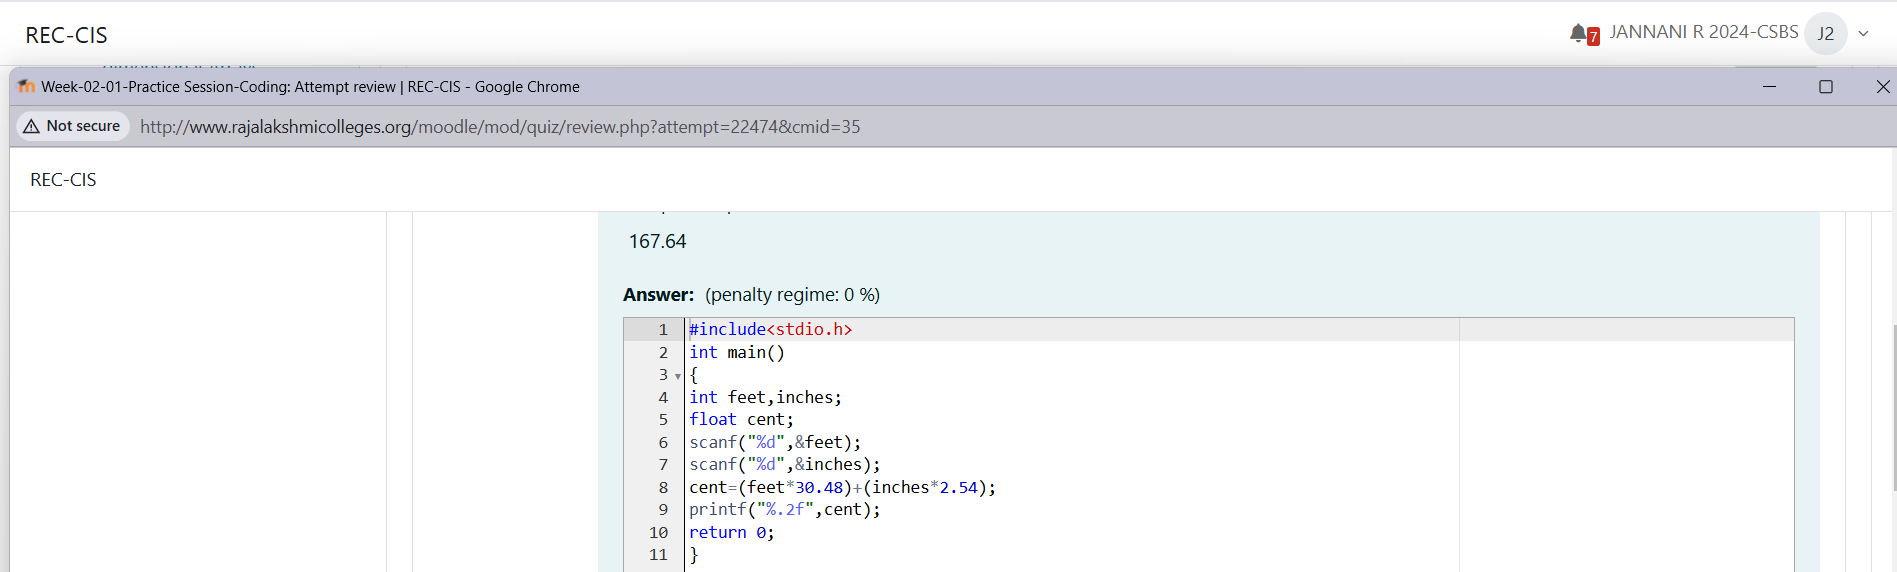 REC-CIS
7 JANNANI R 2024-CSBS J2
Week-02-01-Practice Session-Coding: Attempt review | REC-CIS - Google Chrome
Not secure http://www.rajalakshmicolleges.org/moodle/mod/quiz/review.php?attempt=22474&cmid=35
REC-CIS
167.64
Answer: (penalty regime: 0 %)
1 #include<stdio.h>
2 int main()
3 {
4 int feet,inches;
5 float cent;
6 scanf("%d",&feet);
7 scanf("%d",&inches);
8 cent=(feet*30.48)+(inches*2.54);
9 printf("%.2f",cent);
10 return 0;
11 }